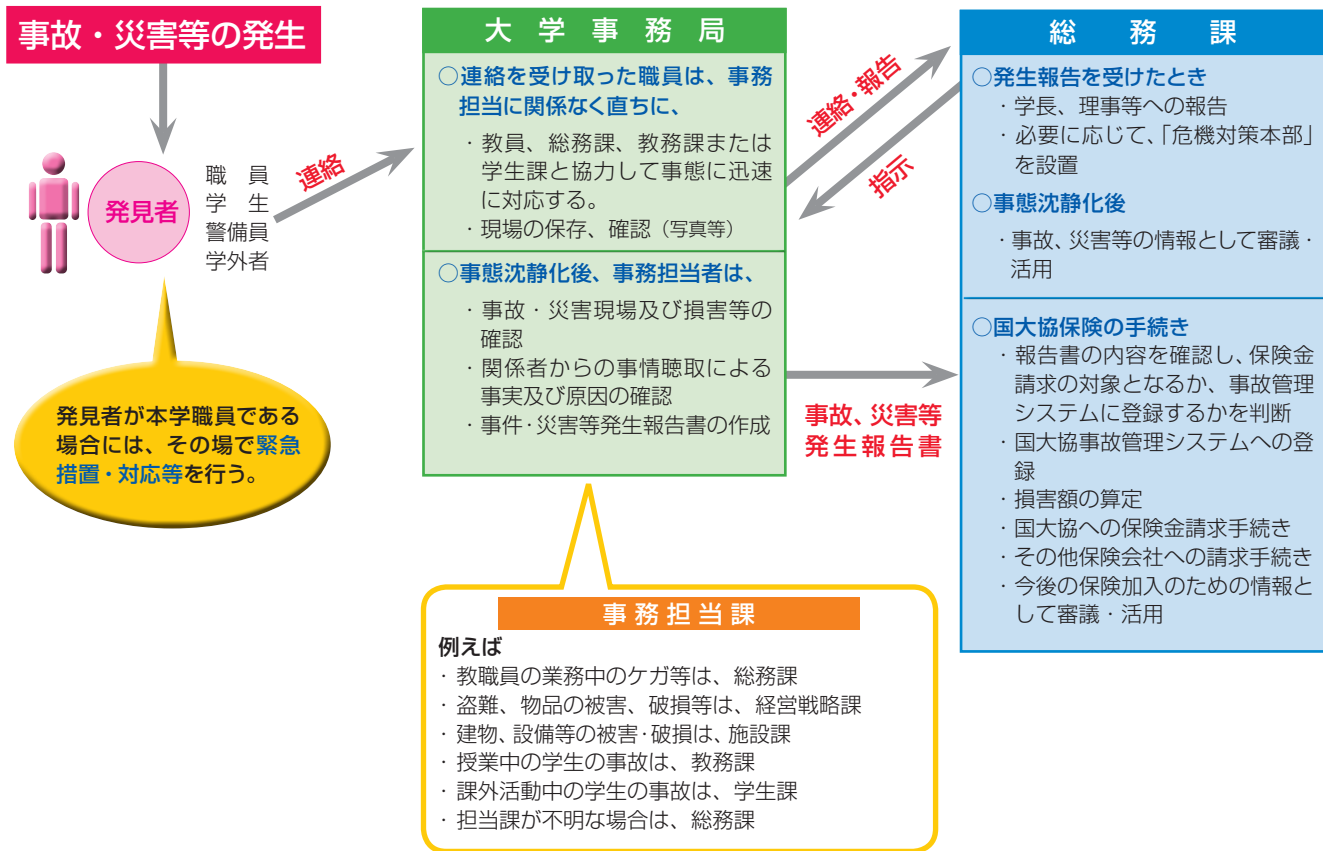 事故・災害等の発生
発見者
職員
学生
警備員
学外者
連絡
発見者が本学職員である
場合には、その場で緊急
措置・対応等を行う。
大学事務局
○連絡を受け取った職員は、事務
担当に関係なく直ちに、
・教員、総務課、教務課または
学生課と協力して事態に迅速
に対応する。
・現場の保存、確認（写真等）
○事態沈静化後、事務担当者は、
・事故・災害現場及び損害等の
確認
・関係者からの事情聴取による
事実及び原因の確認
・事件・災害等発生報告書の作成
連絡・報告
指示
事故、災害等
発生報告書
総務課
○発生報告を受けたとき
・学長、理事等への報告
・必要に応じて、「危機対策本部」
を設置
○事態沈静化後
・事故、災害等の情報として審議・
活用
○国大協保険の手続き
・報告書の内容を確認し、保険金
請求の対象となるか、事故管理
システムに登録するかを判断
・国大協事故管理システムへの登
録
・損害額の算定
・国大協への保険金請求手続き
・その他保険会社への請求手続き
・今後の保険加入のための情報と
して審議・活用
事務担当課
例えば
・教職員の業務中のケガ等は、総務課
・盗難、物品の被害、破損等は、経営戦略課
・建物、設備等の被害・破損は、施設課
・授業中の学生の事故は、教務課
・課外活動中の学生の事故は、学生課
・担当課が不明な場合は、総務課